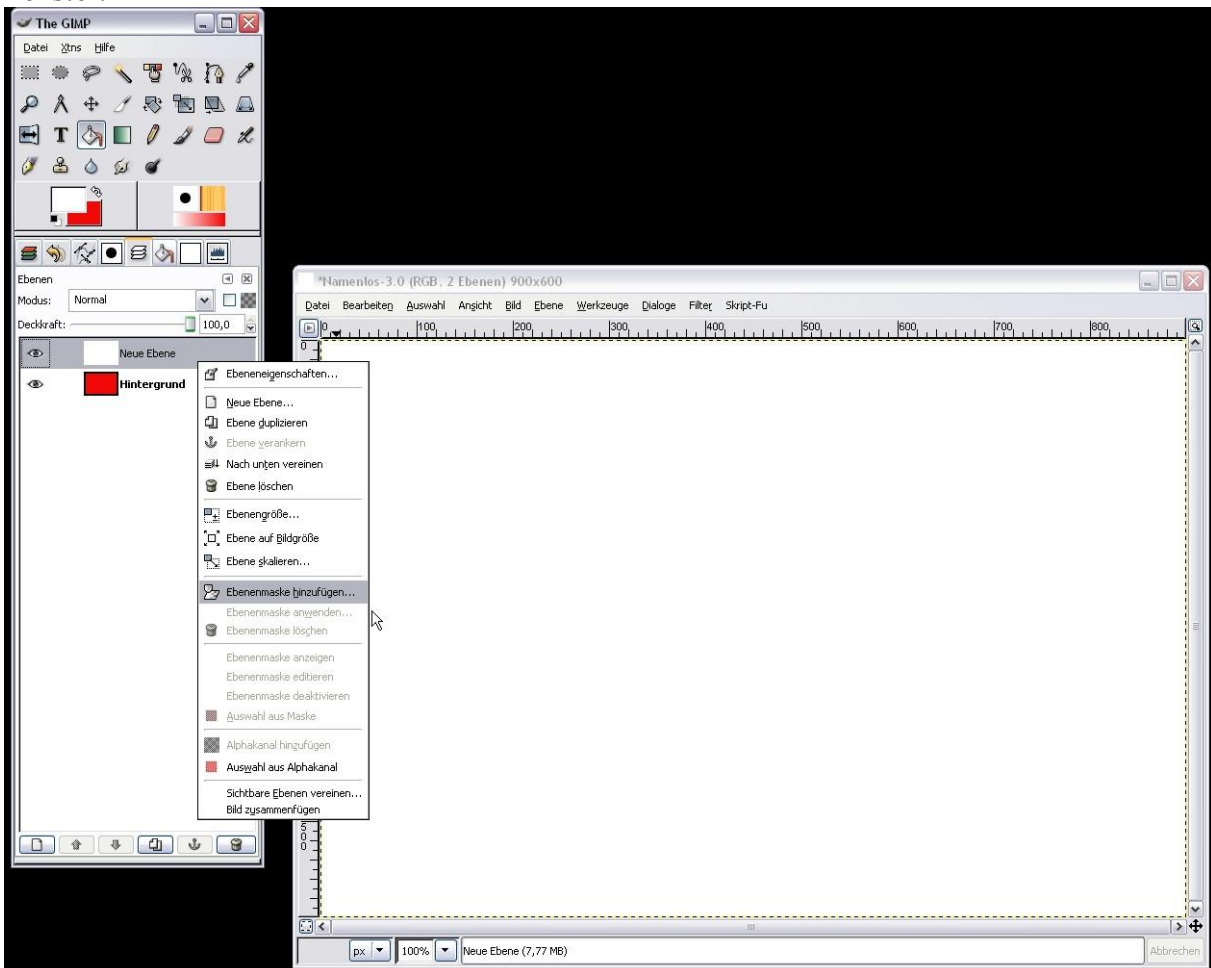 The GIMP
Datei Xtns Hilfe
T
Ebenen
Modus: Normal
Deckkraft: 100,0
Neue Ebene
Hintergrund
Ebeneneigenschaften...
Neue Ebene...
Ebene duplizieren
Ebene verankern
Nach unten vereinen
Ebene löschen
Ebenengröße...
Ebene auf Bildgröße
Ebene skalieren...
Ebenenmaske hinzufügen...
Ebenenmaske anwenden...
Ebenenmaske löschen
Ebenenmaske anzeigen
Ebenenmaske editieren
Ebenenmaske deaktivieren
Auswahl aus Maske
Alphakanal hinzufügen
Auswahl aus Alphakanal
Sichtbare Ebenen vereinen...
Bild zusammenfügen
*Namenlos-3.0 (RGB, 2 Ebenen) 900x600
Datei Bearbeiten Auswahl Ansicht Bild Ebene Werkzeuge Dialoge Filter Skript-Fu
0 100 200 300 400 500 600 700 800
0
500
px 100% Neue Ebene (7,77 MB) Abbrechen